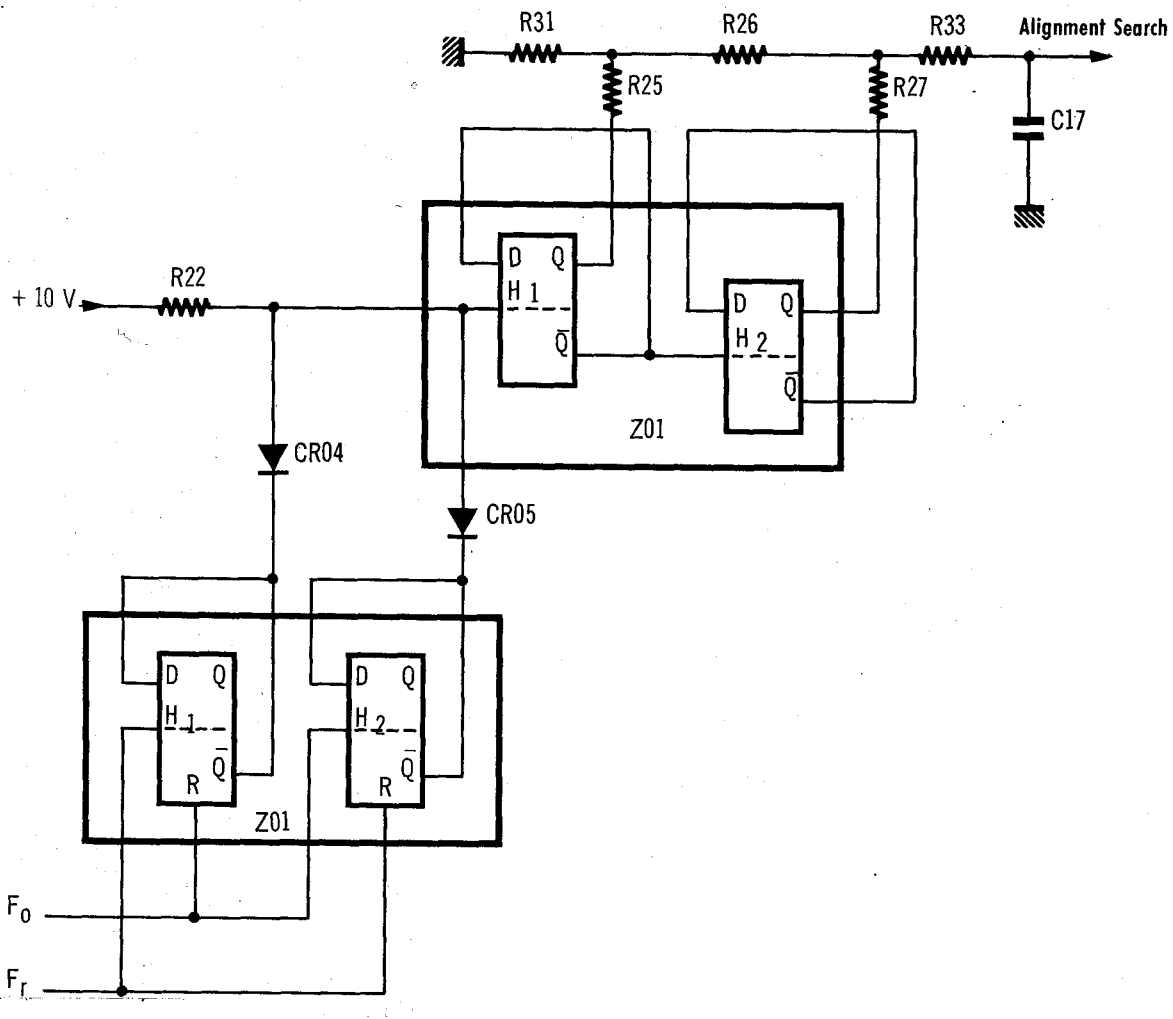 R31
R26
R33
Alignment Search
R25
R27
C17
R22
+ 10 V
D Q
H 1
Q̅
D Q
H 2
Q̅
Z01
CR04
CR05
D Q
H 1
Q̅
R
D Q
H 2
Q̅
R
Z01
Fo
Fr